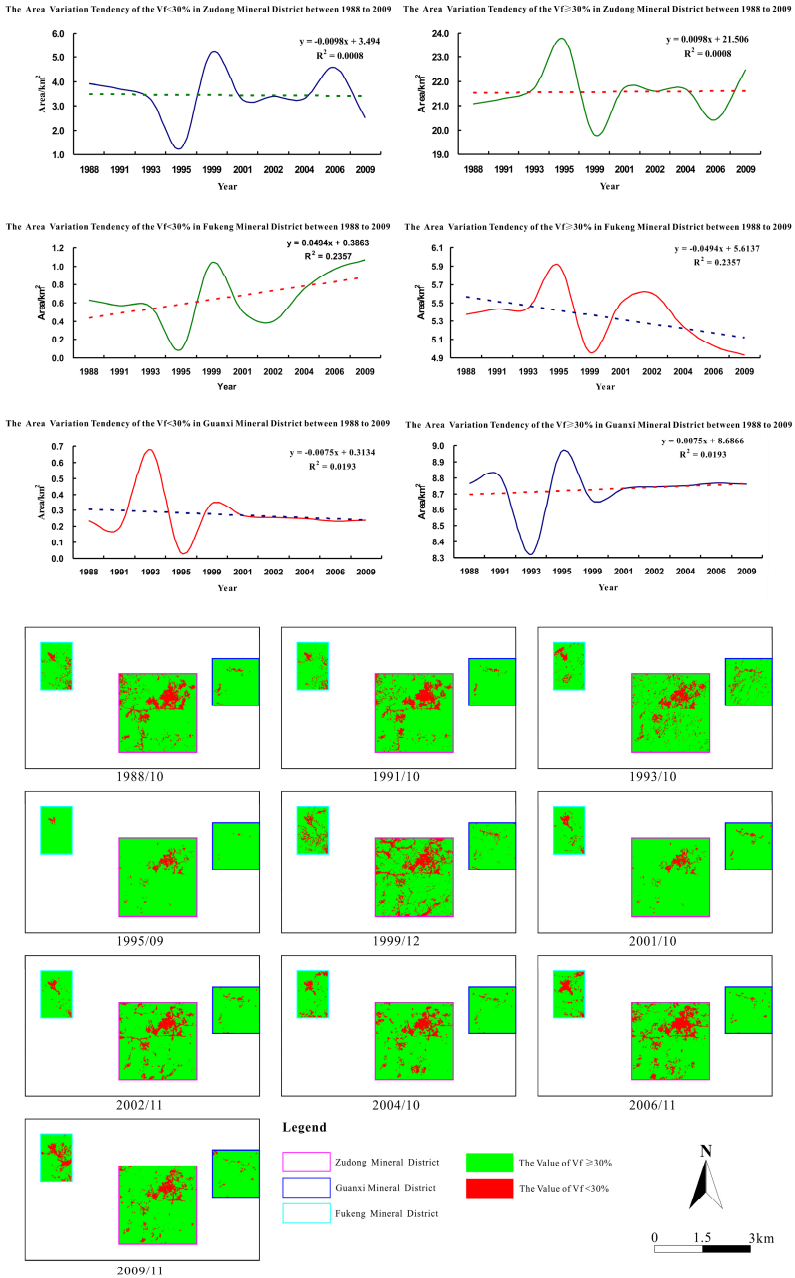 The Area Variation Tendency of the Vf<30% in Zudong Mineral District between 1988 to 2009
y = -0.0098x + 3.494
R² = 0.0008
Area/km²
6.0
5.0
4.0
3.0
2.0
1.0
1988 1991 1993 1995 1999 2001 2002 2004 2006 2009
Year
The Area Variation Tendency of the Vf≥30% in Zudong Mineral District between 1988 to 2009
y = 0.0098x + 21.506
R² = 0.0008
Area/km²
24.0
23.0
22.0
21.0
20.0
19.0
1988 1991 1993 1995 1999 2001 2002 2004 2006 2009
Year
The Area Variation Tendency of the Vf<30% in Fukeng Mineral District between 1988 to 2009
y = 0.0494x + 0.3863
R² = 0.2357
Area/km²
1.2
1.0
0.8
0.6
0.4
0.2
0.0
1988 1991 1993 1995 1999 2001 2002 2004 2006 2009
Year
The Area Variation Tendency of the Vf≥30% in Fukeng Mineral District between 1988 to 2009
y = -0.0494x + 5.6137
R² = 0.2357
Area/km²
6.1
5.9
5.7
5.5
5.3
5.1
4.9
1988 1991 1993 1995 1999 2001 2002 2004 2006 2009
Year
The Area Variation Tendency of the Vf<30% in Guanxi Mineral District between 1988 to 2009
y = -0.0075x + 0.3134
R² = 0.0193
Area/km²
0.7
0.6
0.5
0.4
0.3
0.2
0.1
0.0
1988 1991 1993 1995 1999 2001 2002 2004 2006 2009
Year
The Area Variation Tendency of the Vf≥30% in Guanxi Mineral District between 1988 to 2009
y = 0.0075x + 8.6866
R² = 0.0193
Area/km²
9.0
8.8
8.7
8.6
8.4
8.3
1988 1991 1993 1995 1999 2001 2002 2004 2006 2009
Year
1988/10
1991/10
1993/10
1995/09
1999/12
2001/10
2002/11
2004/10
2006/11
2009/11
Legend
Zudong Mineral District
Guanxi Mineral District
Fukeng Mineral District
The Value of Vf ≥30%
The Value of Vf <30%
N
0 1.5 3km